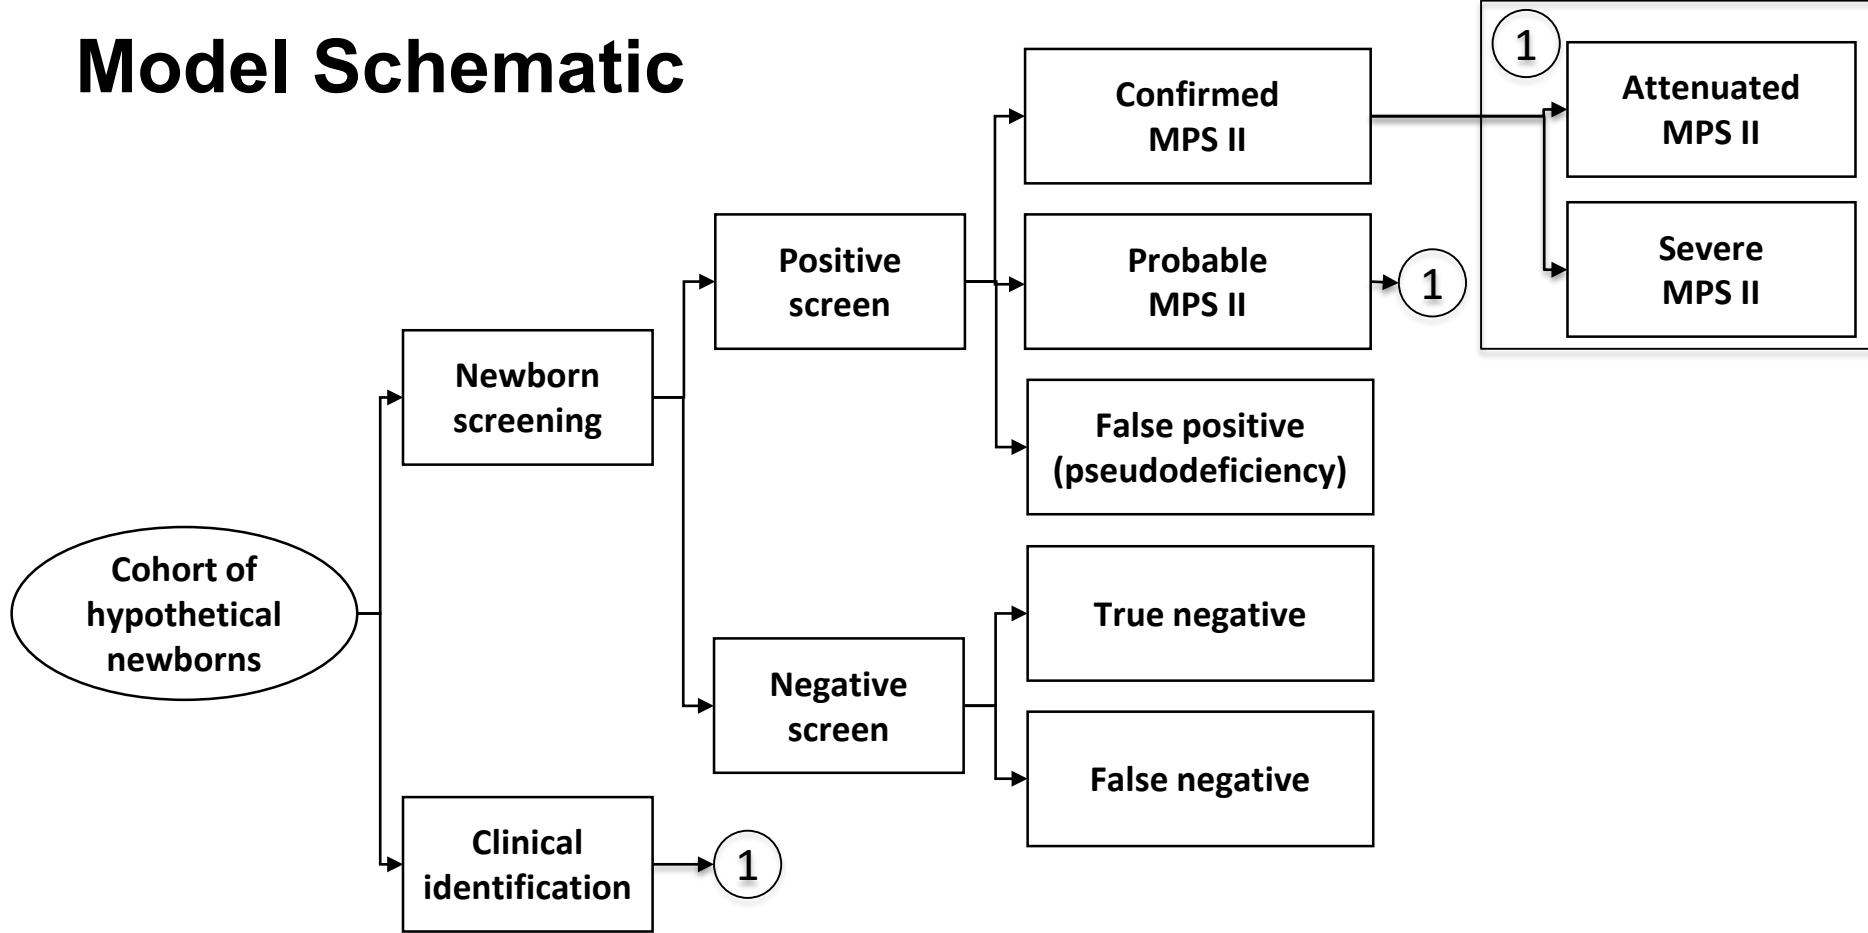 Model Schematic
1
Attenuated
MPS II
Severe
MPS II
Confirmed
MPS II
Probable
MPS II
1
False positive
(pseudodeficiency)
Positive
screen
Newborn
screening
Cohort of
hypothetical
newborns
Negative
screen
True negative
False negative
Clinical
identification
1